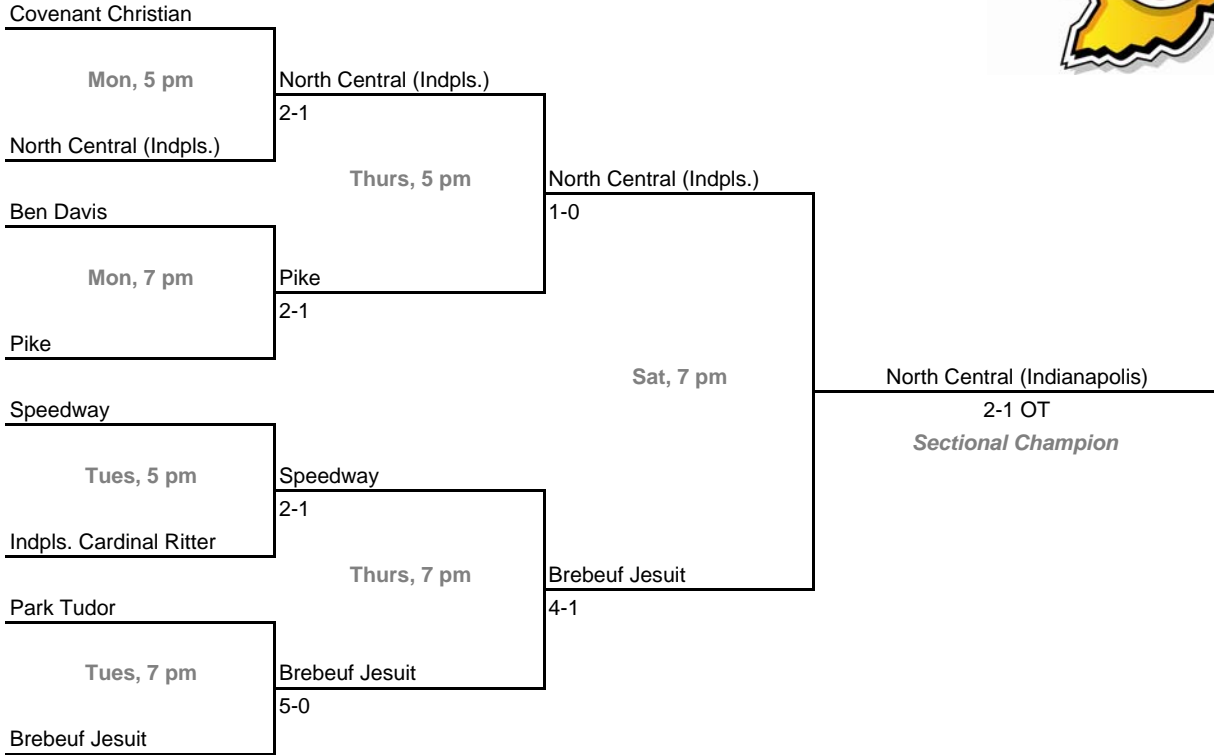 Covenant Christian
Mon, 5 pm
North Central (Indpls.)
2-1
North Central (Indpls.)
Thurs, 5 pm
North Central (Indpls.)
1-0
Ben Davis
Mon, 7 pm
Pike
2-1
Pike
Sat, 7 pm
North Central (Indianapolis)
2-1 OT
Sectional Champion
Speedway
Tues, 5 pm
Speedway
2-1
Indpls. Cardinal Ritter
Thurs, 7 pm
Brebeuf Jesuit
4-1
Park Tudor
Tues, 7 pm
Brebeuf Jesuit
5-0
Brebeuf Jesuit